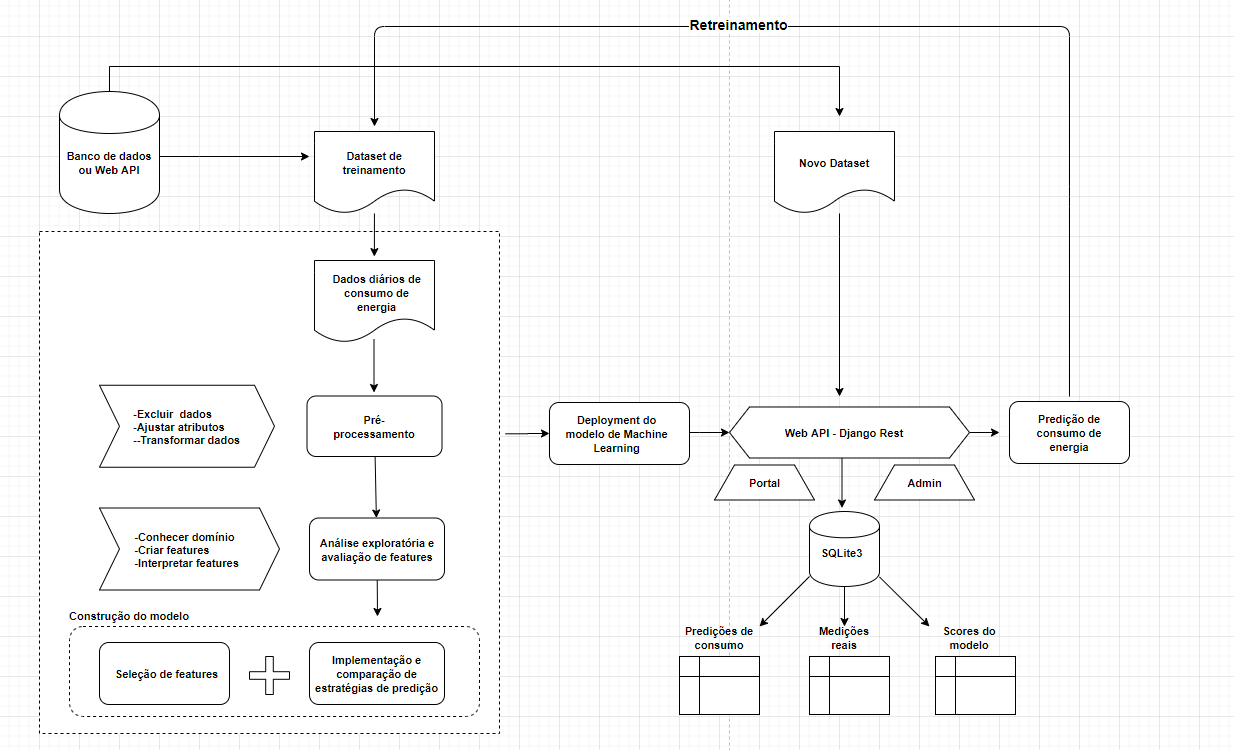 Retreinamento
Banco de dados
ou Web API
Dataset de
treinamento
Novo Dataset
Dados diários de
consumo de
energia
-Excluir  dados
-Ajustar atributos
--Transformar dados
Pré-
processamento
Deployment do
modelo de Machine
Learning
Web API - Django Rest
Predição de
consumo de
energia
Portal
Admin
-Conhecer domínio
-Criar features
-Interpretar features
Análise exploratória e
avaliação de features
SQLite3
Construção do modelo
Seleção de features
Implementação e
comparação de
estratégias de predição
Predições de
consumo
Medições
reais
Scores do
modelo